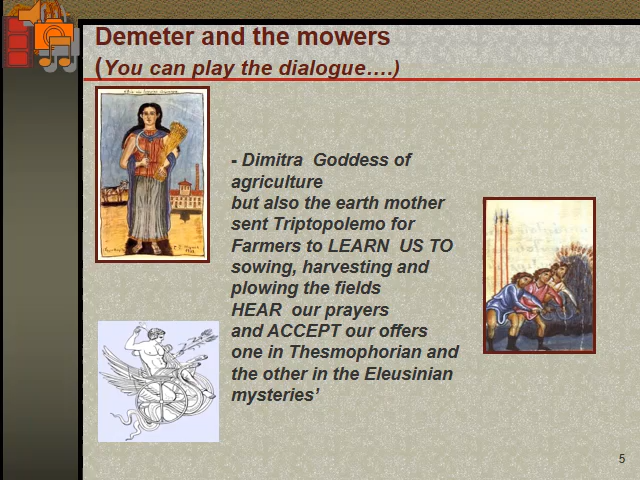 Demeter and the mowers
(You can play the dialogue….)
- Dimitra  Goddess of
agriculture
but also the earth mother
sent Triptopolemo for
Farmers to LEARN  US TO
sowing, harvesting and
plowing the fields
HEAR  our prayers
and ACCEPT our offers
one in Thesmophorian and
the other in the Eleusinian
mysteries’
5